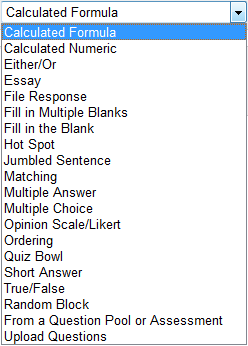 Calculated Formula
Calculated Formula
Calculated Numeric
Either/Or
Essay
File Response
Fill in Multiple Blanks
Fill in the Blank
Hot Spot
Jumbled Sentence
Matching
Multiple Answer
Multiple Choice
Opinion Scale/Likert
Ordering
Quiz Bowl
Short Answer
True/False
Random Block
From a Question Pool or Assessment
Upload Questions